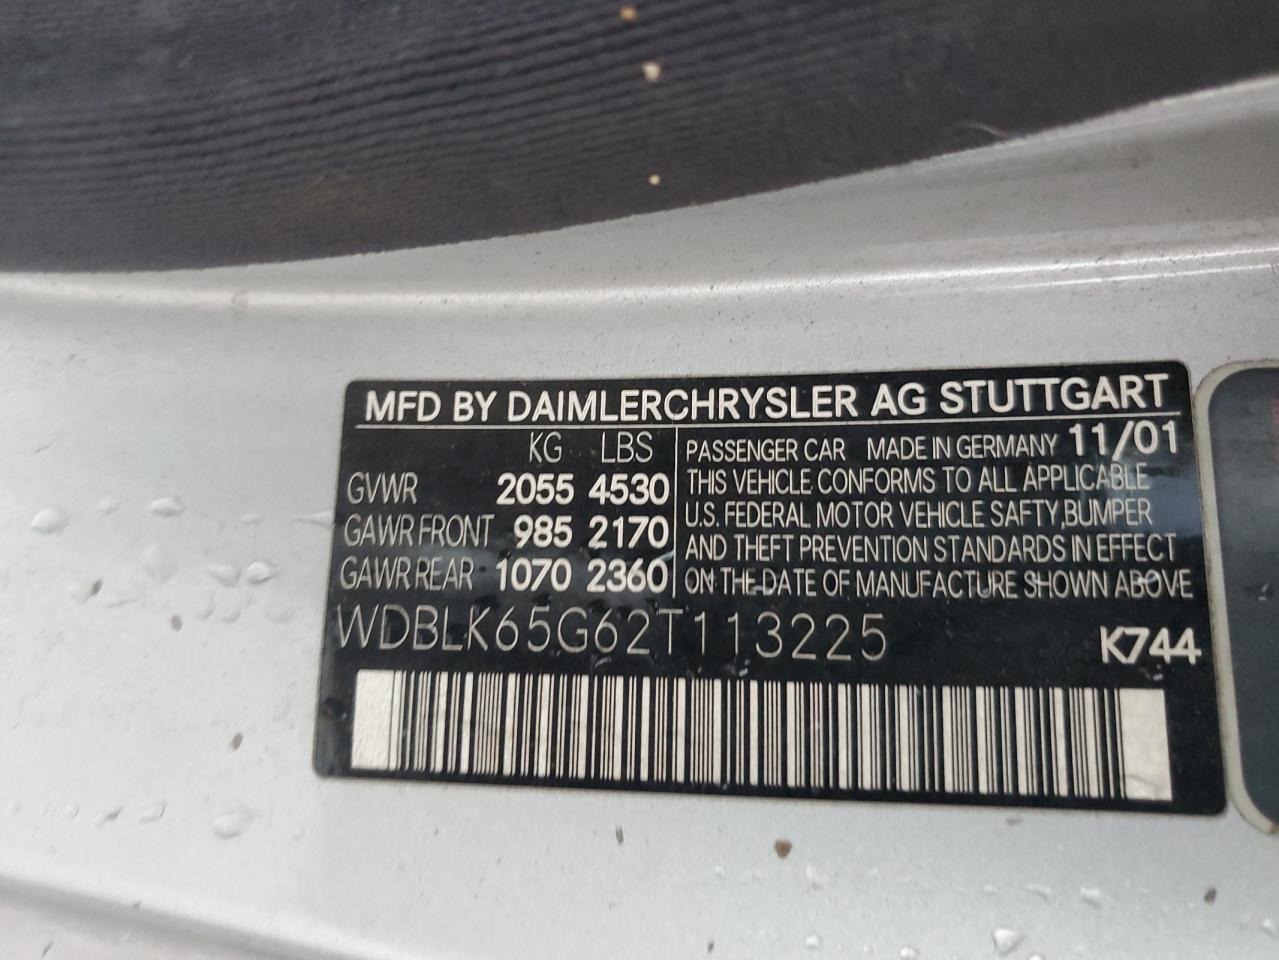 MFD BY DAIMLERCHRYSLER AG STUTTGART
KG LBS
GVWR 2055 4530
GAWR FRONT 985 2170
GAWR REAR 1070 2360
PASSENGER CAR MADE IN GERMANY 11/01
THIS VEHICLE CONFORMS TO ALL APPLICABLE
U.S. FEDERAL MOTOR VEHICLE SAFTY,BUMPER
AND THEFT PREVENTION STANDARDS IN EFFECT
ON THE DATE OF MANUFACTURE SHOWN ABOVE
WDBLK65G62T113225
K744